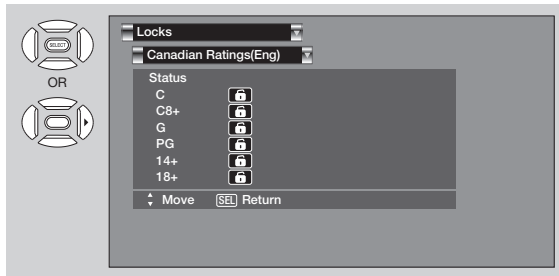 SELECT
OR
Locks
Canadian Ratings(Eng)
Status
C
C8+
G
PG
14+
18+
Move SEL Return